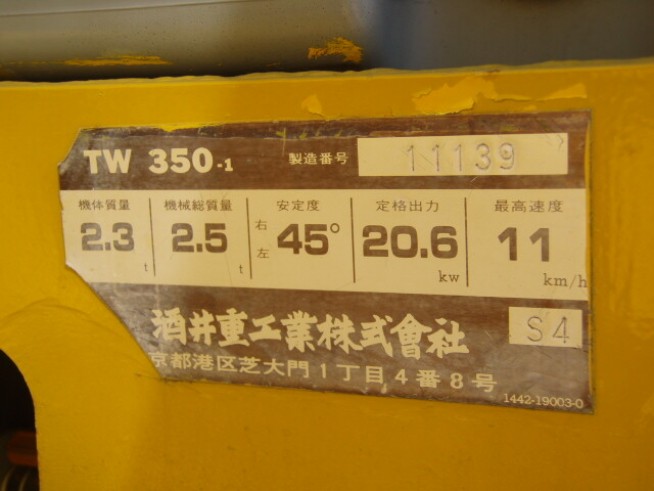 TW 350-1 製造番号 11139
機体質量 機械総質量 安定度 定格出力 最高速度
2.3 t 2.5 t 右 左 45° 20.6 kw 11 km/h
酒井重工業株式會社 S4
京都港区芝大門1丁目4番8号
1442-19003-0